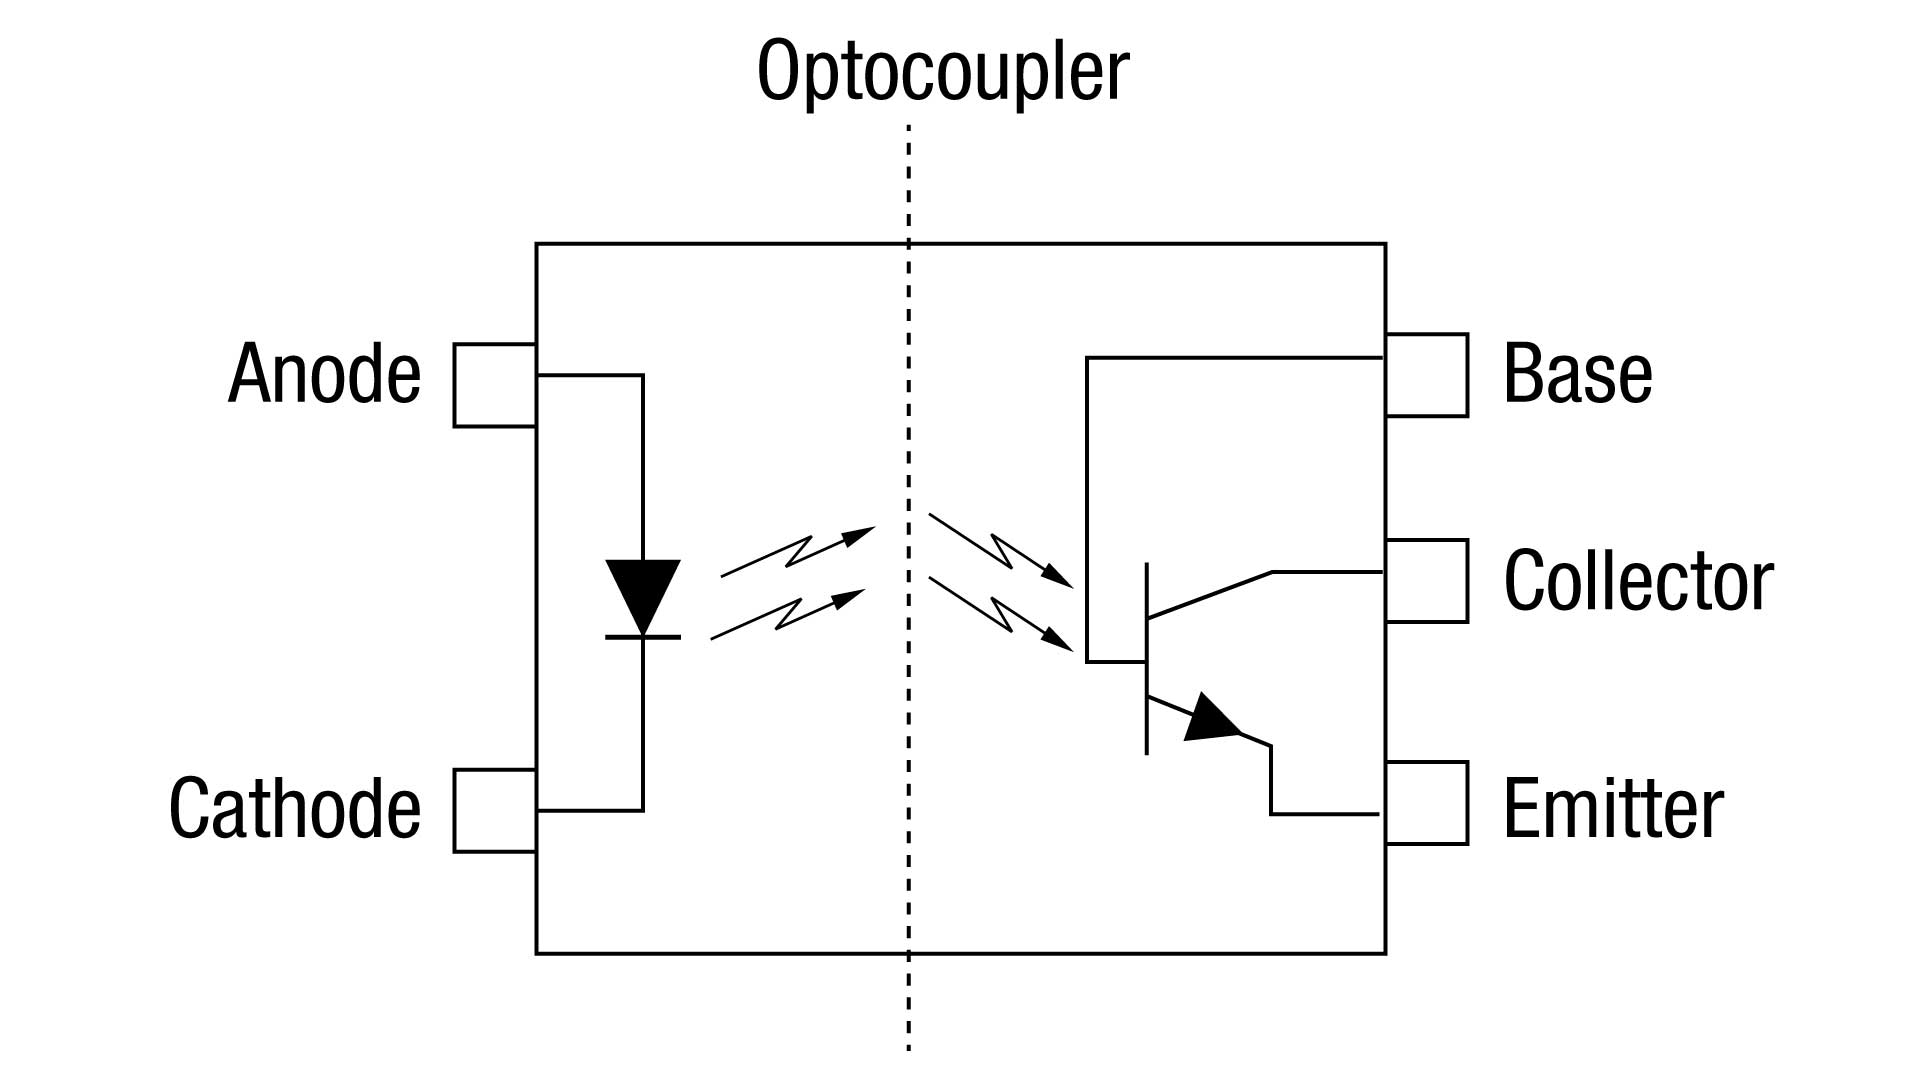 Optocoupler
Anode
Base
Collector
Cathode
Emitter